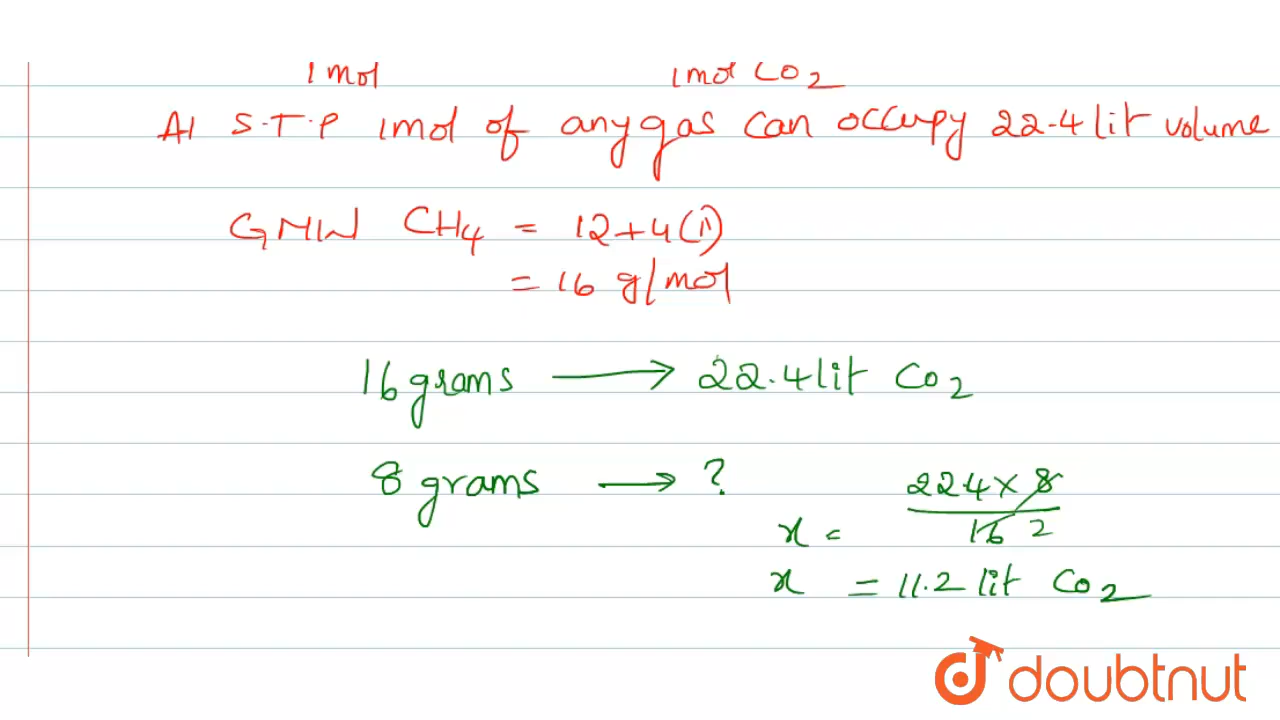 1 mol 1 mol CO2
At S.T.P 1mol of any gas can occupy 22.4 lit volume
GMW CH4 = 12+4(1)
= 16 g/mol
16 grams → 22.4 lit CO2
8 grams → ?
x = 224 × 8 / 16 2
x = 11.2 lit CO2
doubtnut